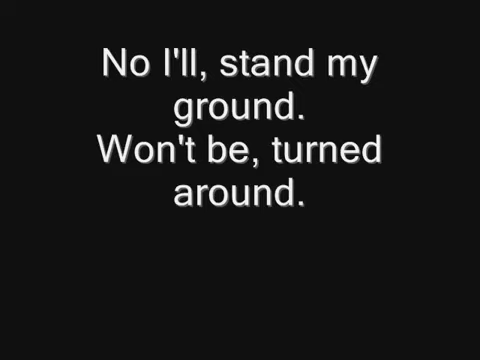 No I'll, stand my
ground.
Won't be, turned
around.